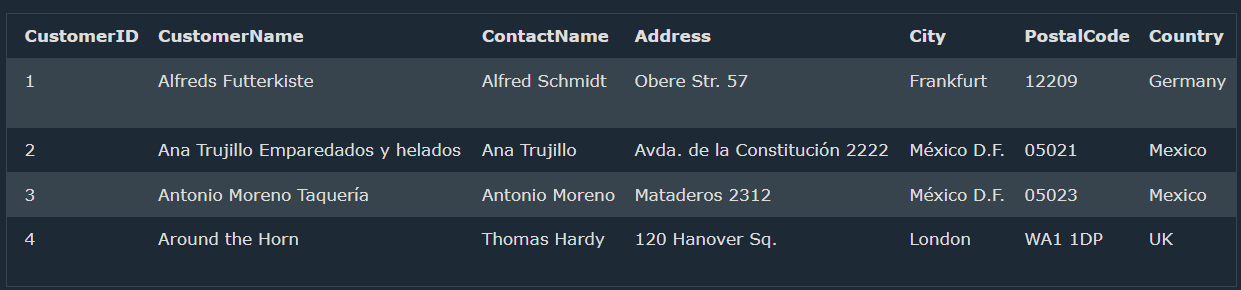 CustomerID CustomerName ContactName Address City PostalCode Country
1 Alfreds Futterkiste Alfred Schmidt Obere Str. 57 Frankfurt 12209 Germany
2 Ana Trujillo Emparedados y helados Ana Trujillo Avda. de la Constitución 2222 México D.F. 05021 Mexico
3 Antonio Moreno Taquería Antonio Moreno Mataderos 2312 México D.F. 05023 Mexico
4 Around the Horn Thomas Hardy 120 Hanover Sq. London WA1 1DP UK